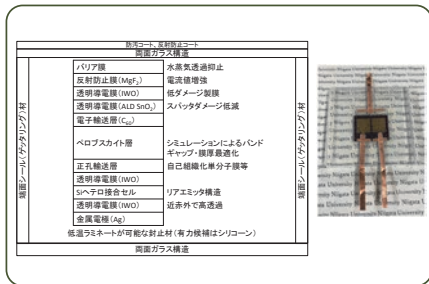 防汚コート、反射防止コート
両面ガラス構造
端面シール(ゲッタリング)材
バリア膜 水蒸気透過抑止
反射防止膜(MgF₂) 電流値増強
透明導電膜(IWO) 低ダメージ製膜
透明導電膜(ALD SnO₂) スパッタダメージ低減
電子輸送層(C₆₀)
ペロブスカイト層 シミュレーションによるバンド
ギャップ・膜厚最適化
正孔輸送層 自己組織化単分子膜等
透明導電膜(IWO)
Siヘテロ接合セル リアエミッタ構造
透明導電膜(IWO) 近赤外で高透過
金属電極(Ag)
端面シール(ゲッタリング)材
低温ラミネートが可能な封止材(有力候補はシリコーン)
両面ガラス構造
Niigata University